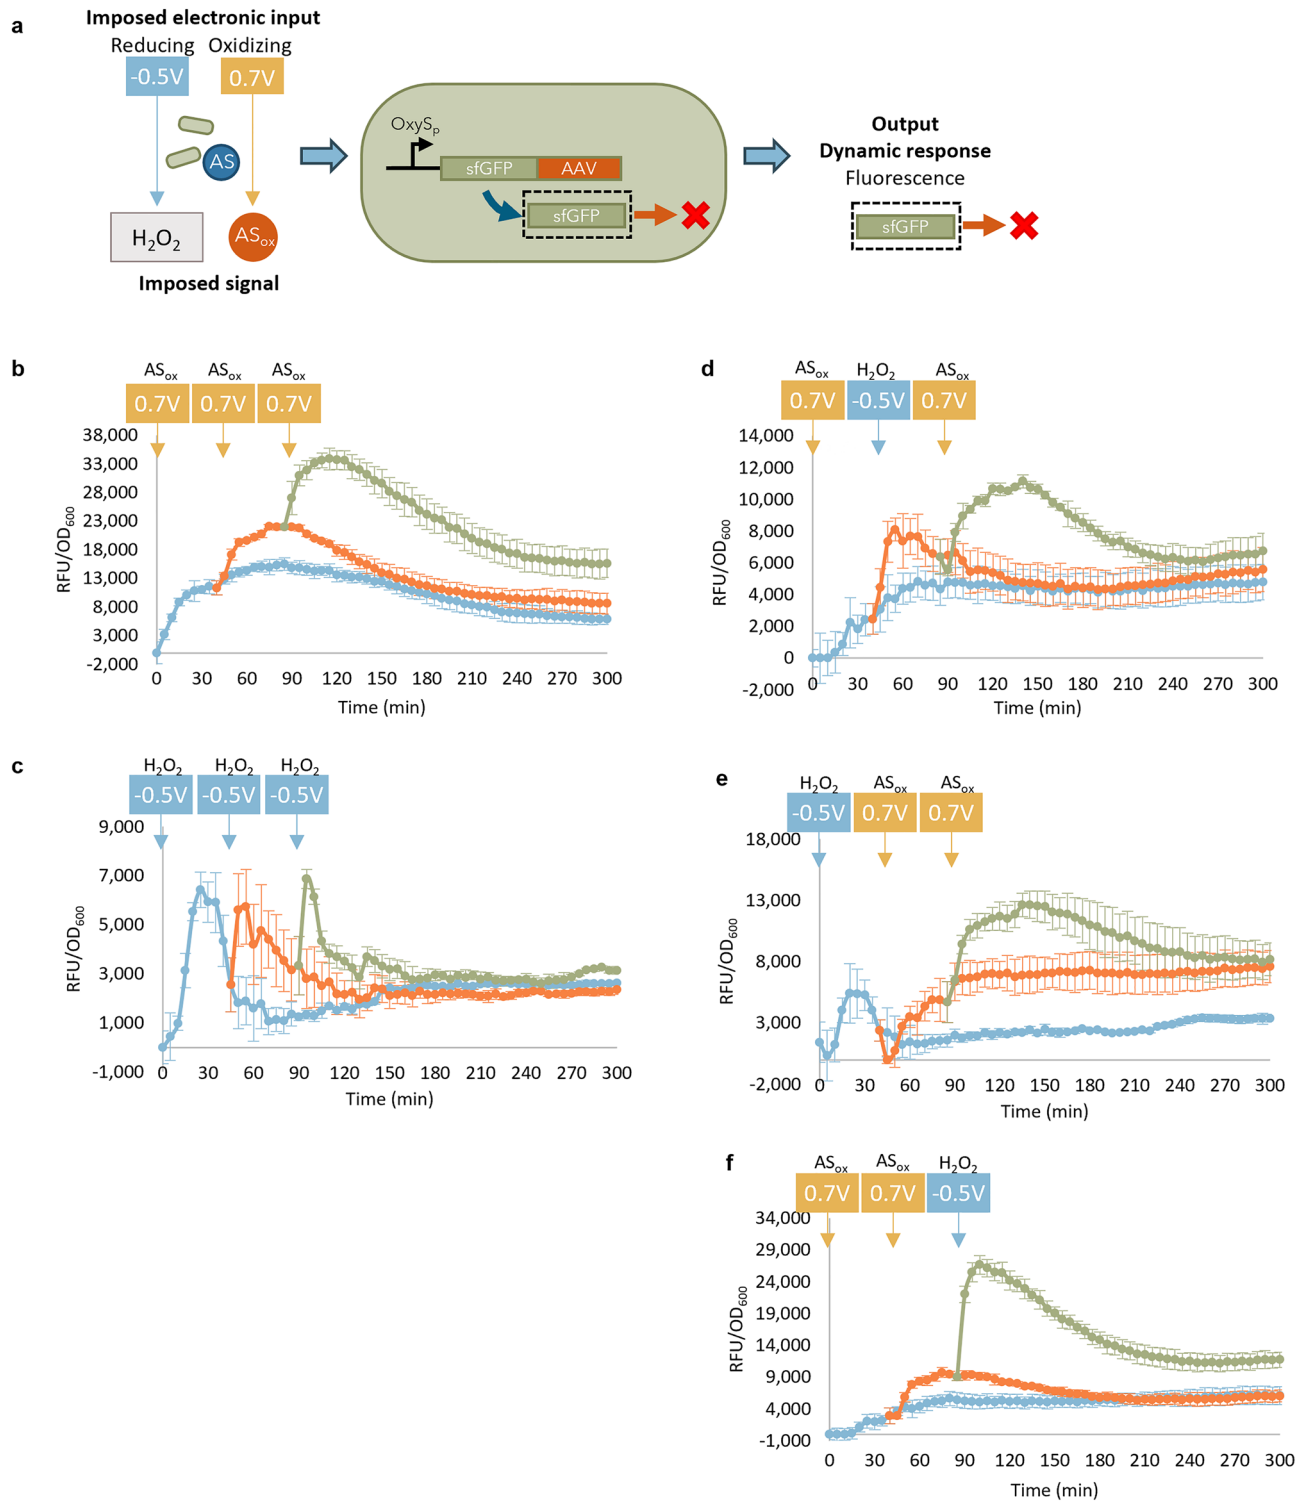 a
Imposed electronic input
Reducing Oxidizing
-0.5V 0.7V
AS
H₂O₂ ASox
Imposed signal
OxySp
sfGFP AAV
sfGFP
Output
Dynamic response
Fluorescence
sfGFP
b
ASox ASox ASox
0.7V 0.7V 0.7V
38,000
33,000
28,000
23,000
18,000
13,000
8,000
3,000
-2,000
RFU/OD600
0 30 60 90 120 150 180 210 240 270 300
Time (min)
c
H₂O₂ H₂O₂ H₂O₂
-0.5V -0.5V -0.5V
9,000
7,000
5,000
3,000
1,000
-1,000
RFU/OD600
0 30 60 90 120 150 180 210 240 270 300
Time (min)
d
ASox H₂O₂ ASox
0.7V -0.5V 0.7V
14,000
12,000
10,000
8,000
6,000
4,000
2,000
0
-2,000
RFU/OD600
0 30 60 90 120 150 180 210 240 270 300
Time (min)
e
H₂O₂ ASox ASox
-0.5V 0.7V 0.7V
18,000
13,000
8,000
3,000
-2,000
RFU/OD600
0 30 60 90 120 150 180 210 240 270 300
Time (min)
f
ASox ASox H₂O₂
0.7V 0.7V -0.5V
34,000
29,000
24,000
19,000
14,000
9,000
4,000
-1,000
RFU/OD600
0 30 60 90 120 150 180 210 240 270 300
Time (min)